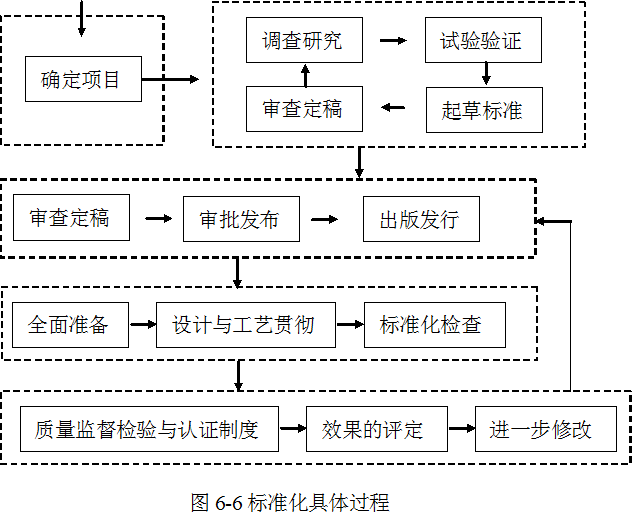 确定项目
调查研究
试验验证
审查定稿
起草标准
审查定稿
审批发布
出版发行
全面准备
设计与工艺贯彻
标准化检查
质量监督检验与认证制度
效果的评定
进一步修改
图 6-6 标准化具体过程